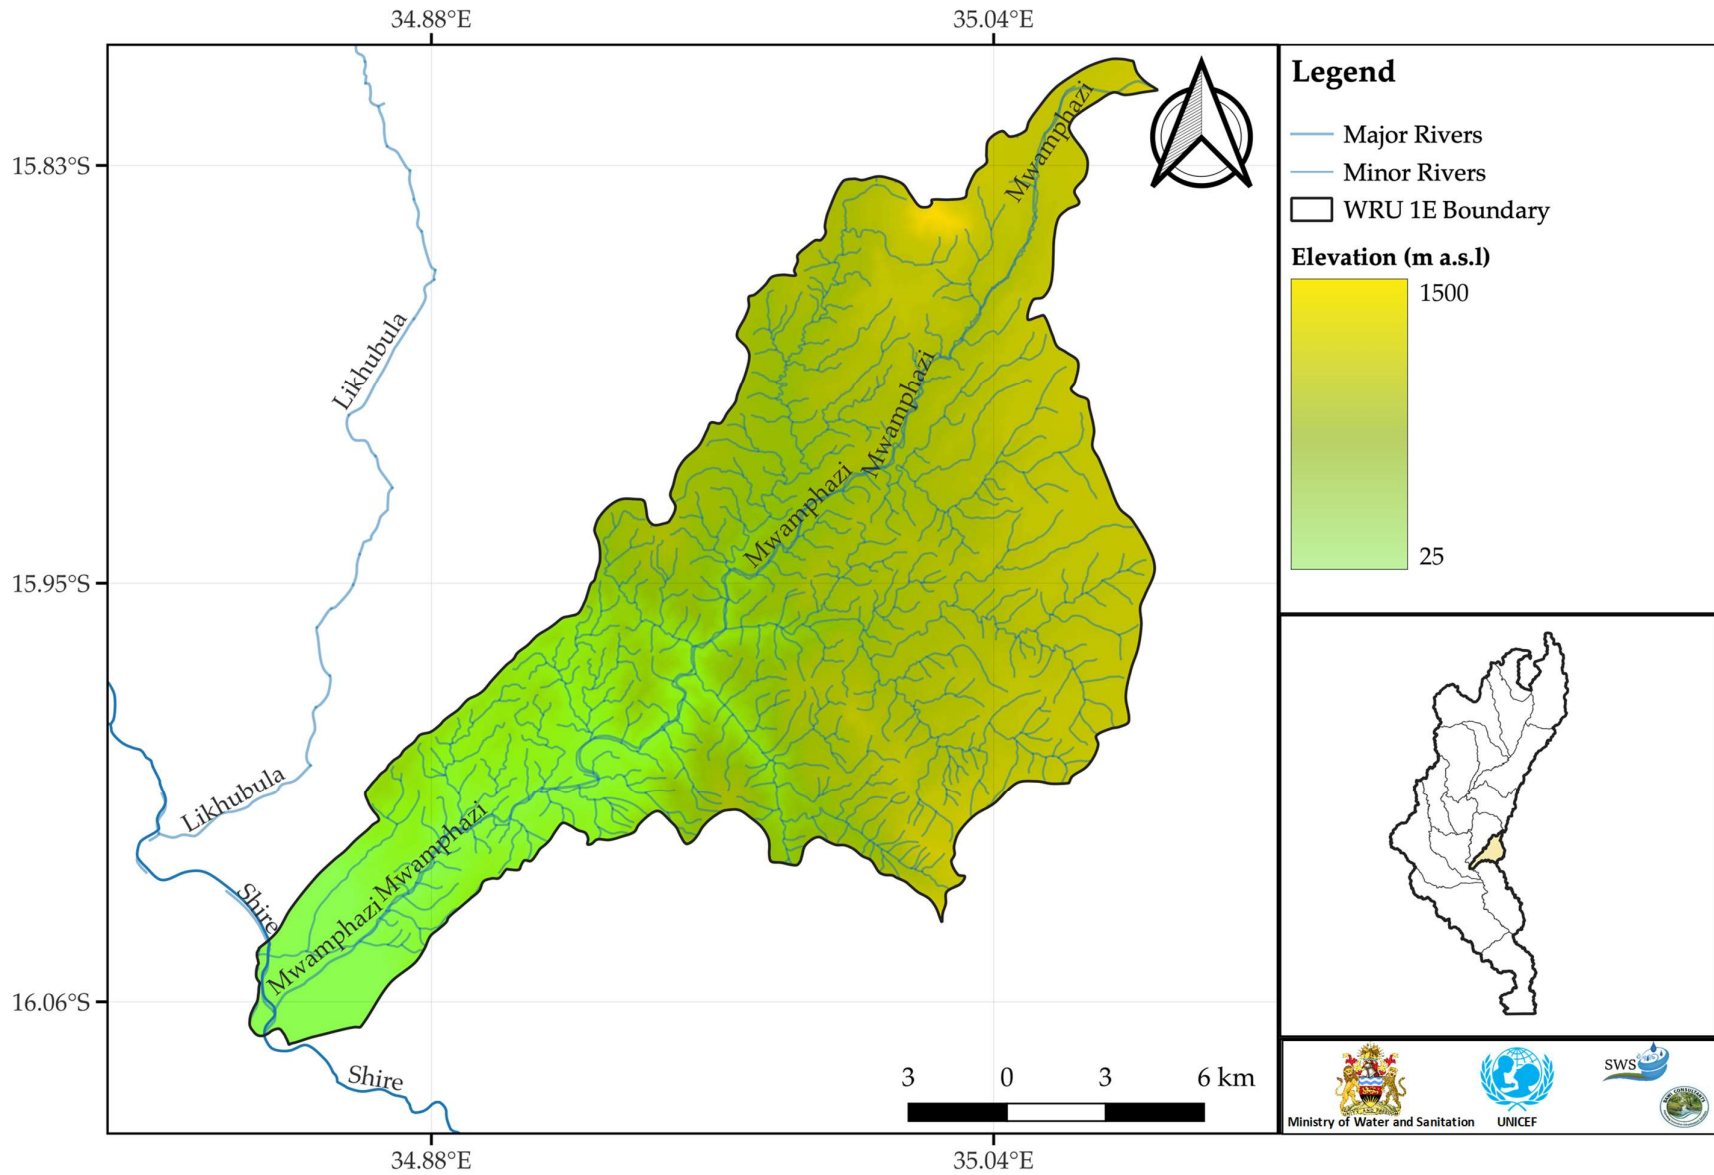 34.88°E
35.04°E
15.83°S
15.95°S
16.06°S
Mwamphazi
Mwamphazi
Mwamphazi
Mwamphazi
Mwamphazi
Likhubula
Likhubula
Shire
Shire
3 0 3 6 km
34.88°E
35.04°E
Legend
Major Rivers
Minor Rivers
WRU 1E Boundary
Elevation (m a.s.l)
1500
25
Ministry of Water and Sanitation
UNICEF
SWS